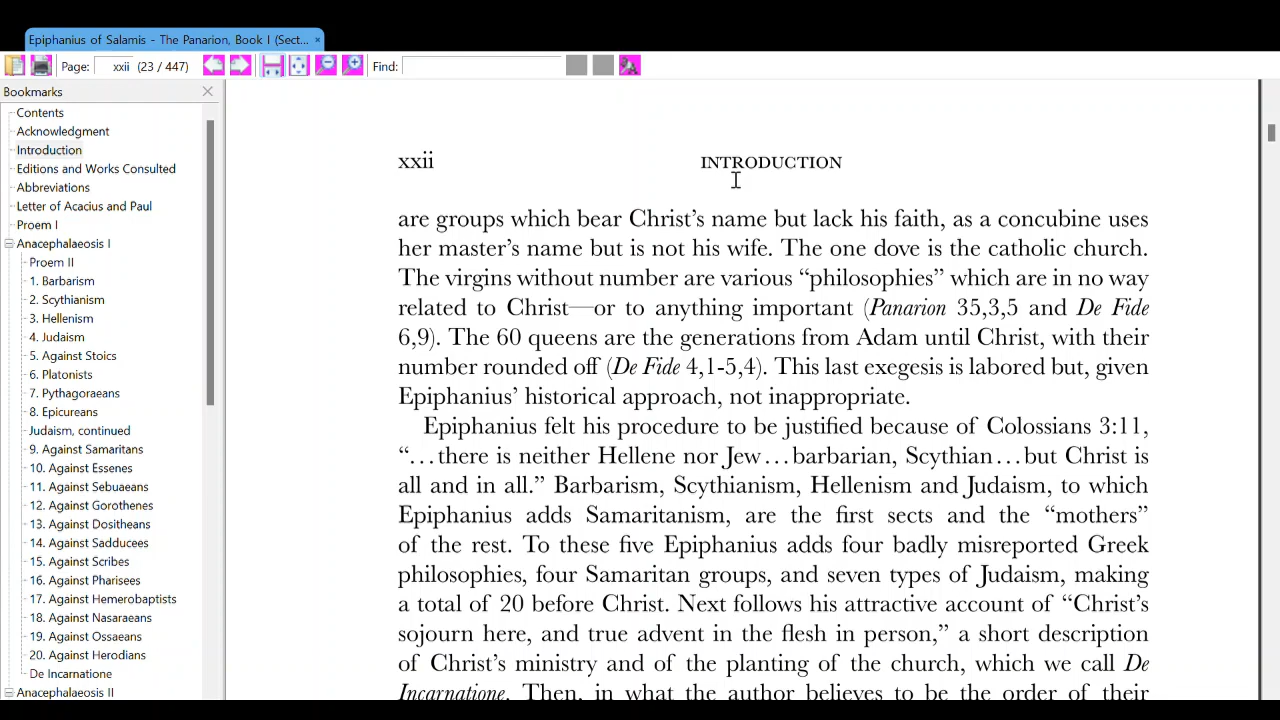 Epiphanius of Salamis - The Panarion, Book I (Sect... ×
Page: xxii (23 / 447) Find:
Bookmarks
Contents
Acknowledgment
Introduction
Editions and Works Consulted
Abbreviations
Letter of Acacius and Paul
Proem I
Anacephalaeosis I
Proem II
1. Barbarism
2. Scythianism
3. Hellenism
4. Judaism
5. Against Stoics
6. Platonists
7. Pythagoraeans
8. Epicureans
Judaism, continued
9. Against Samaritans
10. Against Essenes
11. Against Sebuaeans
12. Against Gorothenes
13. Against Dositheans
14. Against Sadducees
15. Against Scribes
16. Against Pharisees
17. Against Hemerobaptists
18. Against Nasaraeans
19. Against Ossaeans
20. Against Herodians
De Incarnatione
Anacephalaeosis II
xxii INTRODUCTION
are groups which bear Christ’s name but lack his faith, as a concubine uses
her master’s name but is not his wife. The one dove is the catholic church.
The virgins without number are various “philosophies” which are in no way
related to Christ—or to anything important (Panarion 35,3,5 and De Fide
6,9). The 60 queens are the generations from Adam until Christ, with their
number rounded off (De Fide 4,1-5,4). This last exegesis is labored but, given
Epiphanius’ historical approach, not inappropriate.
Epiphanius felt his procedure to be justified because of Colossians 3:11,
“…there is neither Hellene nor Jew…barbarian, Scythian…but Christ is
all and in all.” Barbarism, Scythianism, Hellenism and Judaism, to which
Epiphanius adds Samaritanism, are the first sects and the “mothers”
of the rest. To these five Epiphanius adds four badly misreported Greek
philosophies, four Samaritan groups, and seven types of Judaism, making
a total of 20 before Christ. Next follows his attractive account of “Christ’s
sojourn here, and true advent in the flesh in person,” a short description
of Christ’s ministry and of the planting of the church, which we call De
Incarnatione. Then, in what the author believes to be the order of their